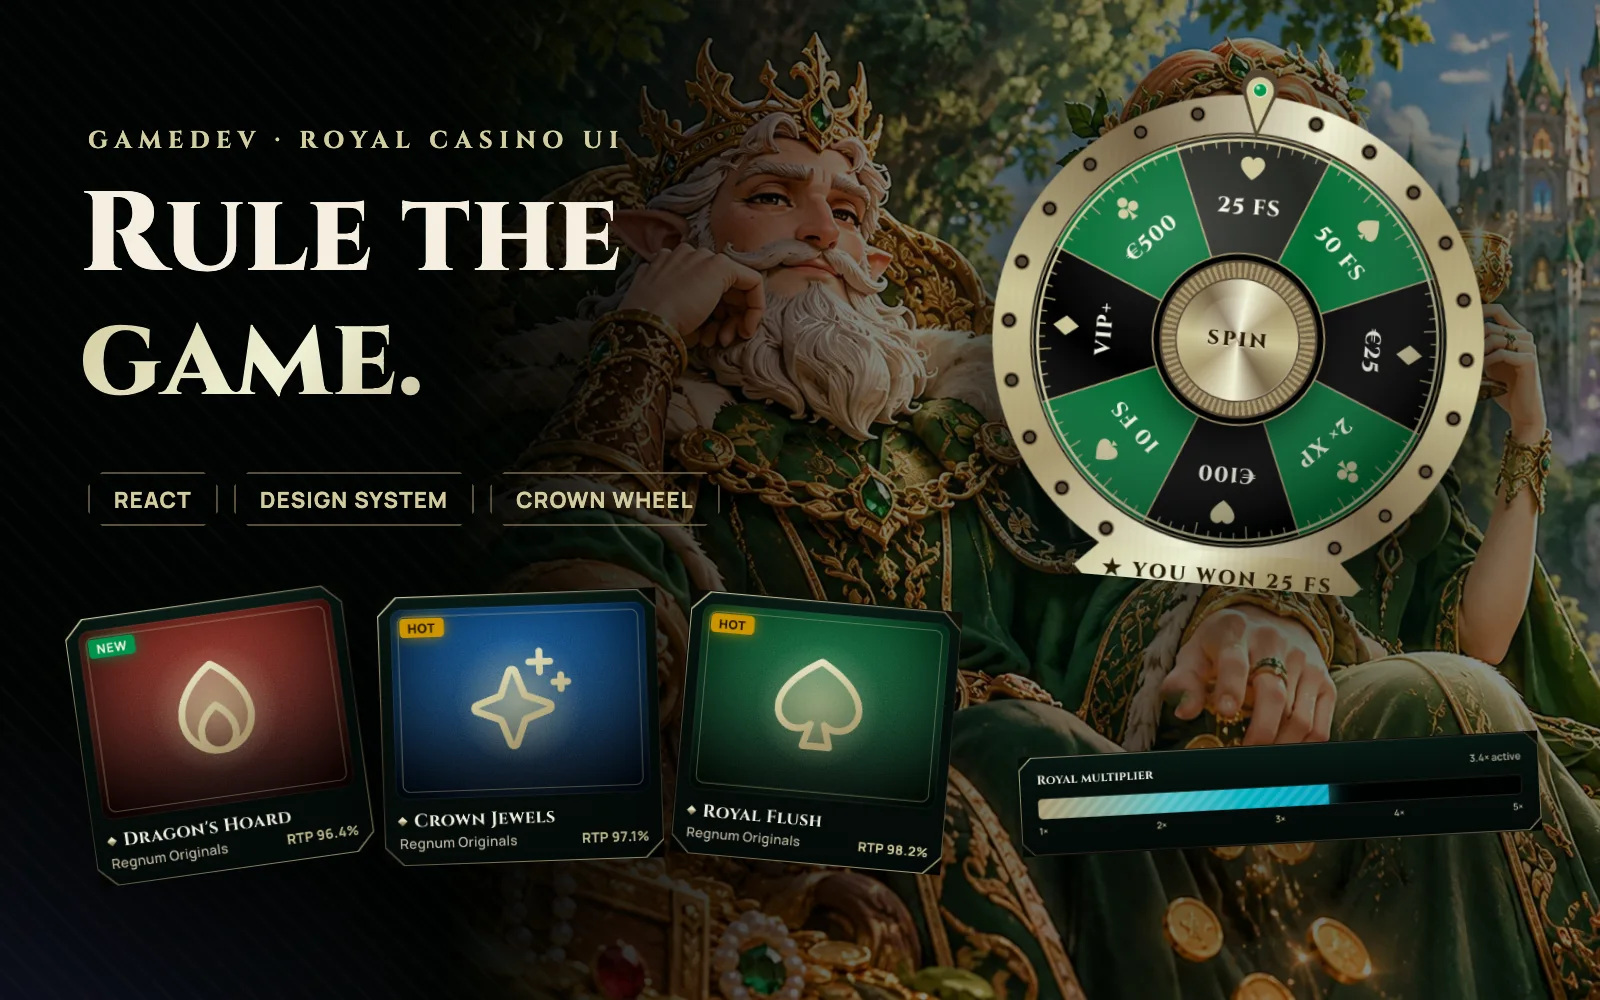 GAMEDEV · ROYAL CASINO UI
RULE THE
GAME.
REACT
DESIGN SYSTEM
CROWN WHEEL
25 FS
50 FS
€25
2× XP
€100
10 FS
VIP+
€500
SPIN
★ YOU WON 25 FS
NEW
◆ DRAGON'S HOARD
Regnum Originals
RTP 96.4%
HOT
◆ CROWN JEWELS
Regnum Originals
RTP 97.1%
HOT
◆ ROYAL FLUSH
Regnum Originals
RTP 98.2%
ROYAL MULTIPLIER
3.4× active
1× 2× 3× 4× 5×